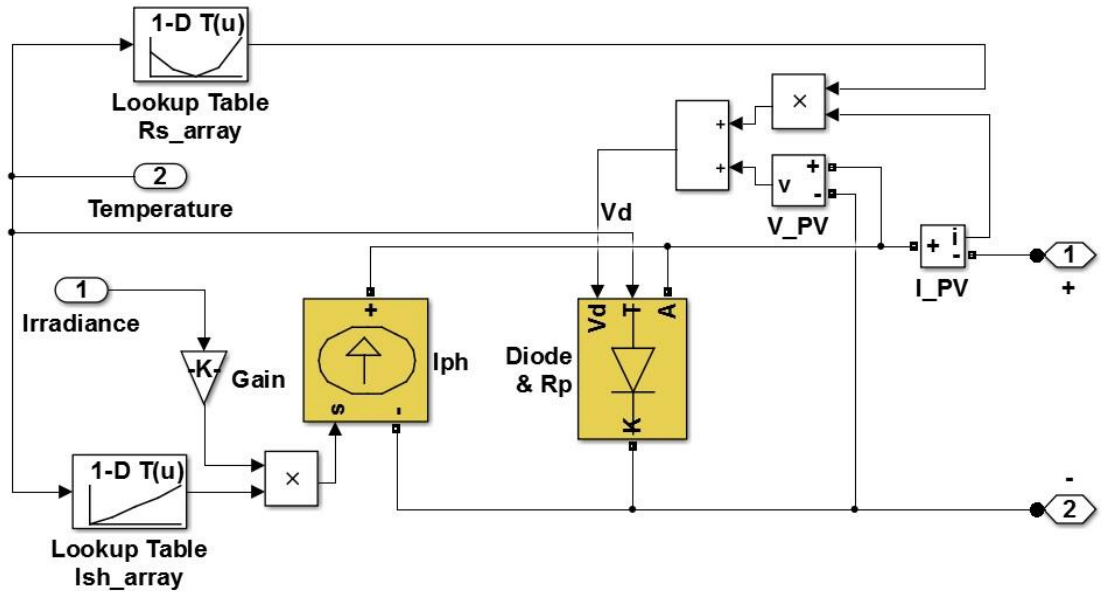 1-D T(u)
Lookup Table
Rs_array
×
+
+
+
v
-
V_PV
2
Temperature
Vd
i
+
-
I_PV
1
+
1
Irradiance
-K-
Gain
+
s
-
Iph
Vd
T
A
K
Diode
& Rp
1-D T(u)
×
Lookup Table
Ish_array
-
2